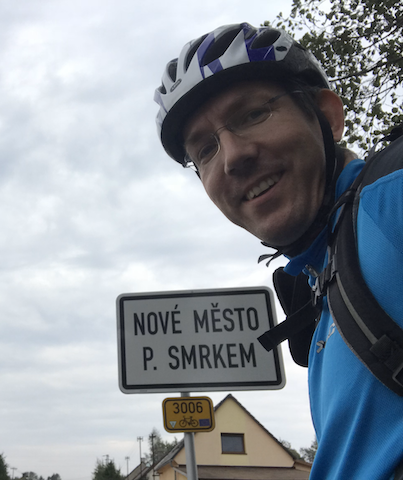 NOVÉ MĚSTO
P. SMRKEM
3006